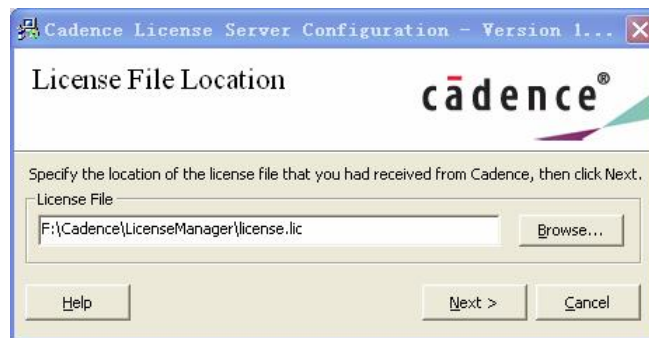 Cadence License Server Configuration - Version 1...
License File Location
cādence®
Specify the location of the license file that you had received from Cadence, then click Next.
License File
F:\Cadence\LicenseManager\license.lic
Browse...
Help
Next >
Cancel